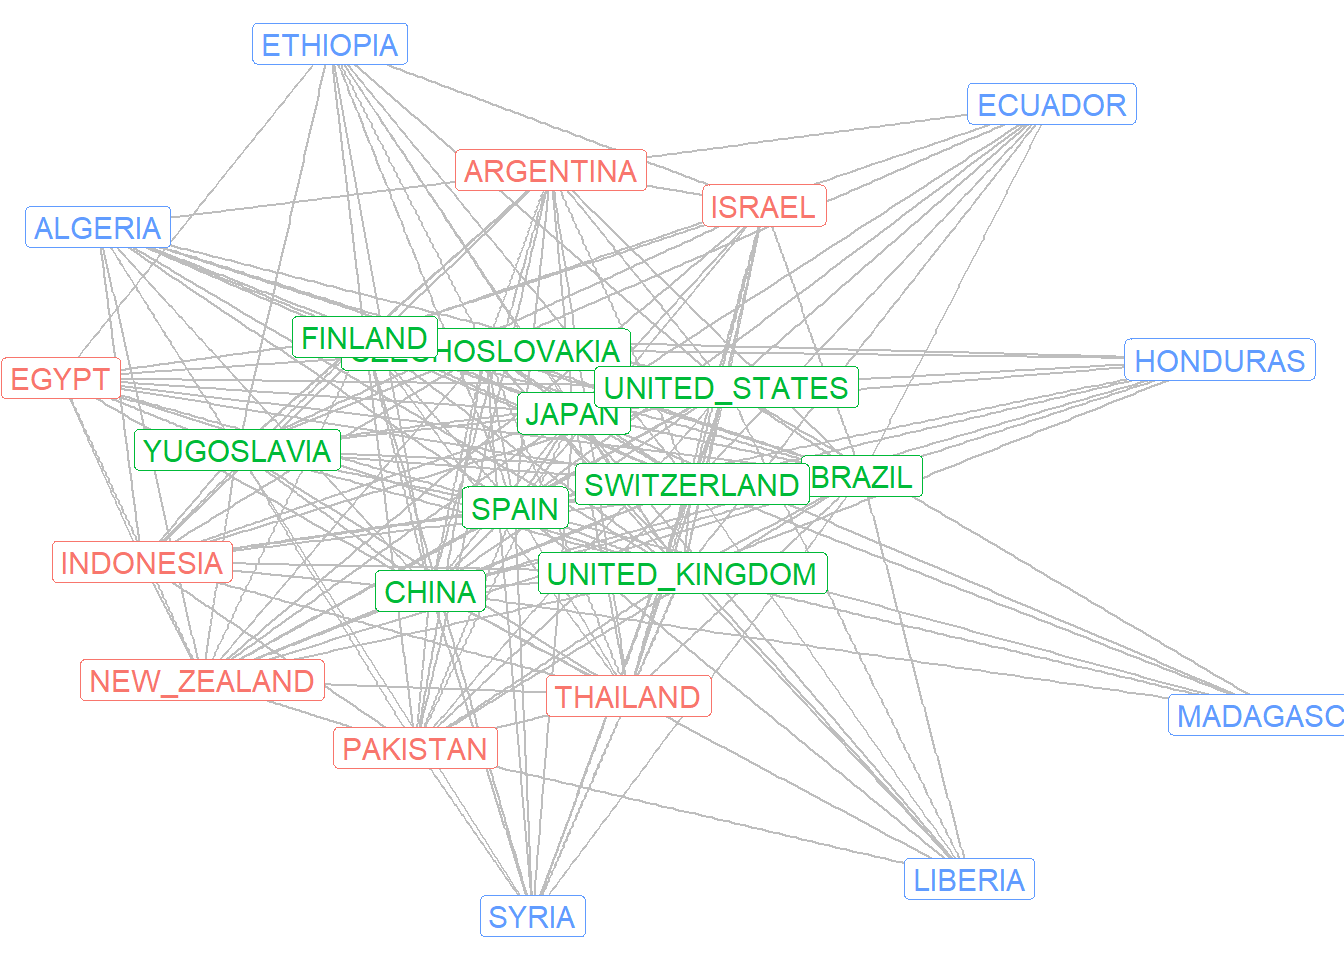 ETHIOPIA
ECUADOR
ARGENTINA
ISRAEL
ALGERIA
FINLAND
HOSLOVAKIA
HONDURAS
EGYPT
UNITED_STATES
JAPAN
YUGOSLAVIA
BRAZIL
SWITZERLAND
SPAIN
INDONESIA
UNITED_KINGDOM
CHINA
NEW_ZEALAND
THAILAND
MADAGASC
PAKISTAN
LIBERIA
SYRIA